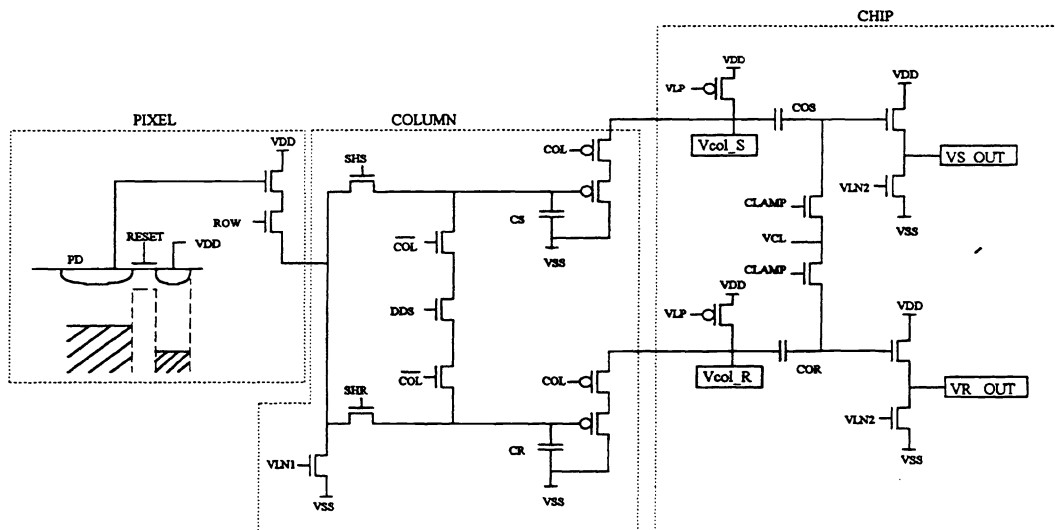 CHIP
PIXEL
COLUMN
VDD
VLP
Vcol_S
COS
VDD
VS_OUT
VLN2
VSS
CLAMP
VCL
CLAMP
VDD
ROW
RESET
VDD
PD
SHS
COL
CS
VSS
COL
DDS
COL
SHR
COL
CR
VSS
VLN1
VSS
VDD
VLP
Vcol_R
COR
VDD
VR_OUT
VLN2
VSS